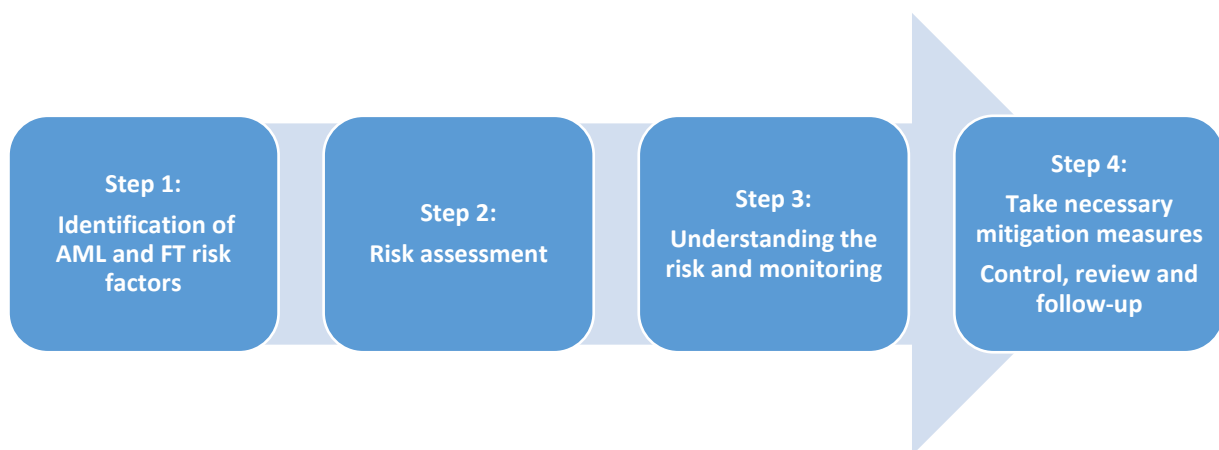 Step 1:
Identification of
AML and FT risk
factors
Step 2:
Risk assessment
Step 3:
Understanding the
risk and monitoring
Step 4:
Take necessary
mitigation measures
Control, review and
follow-up